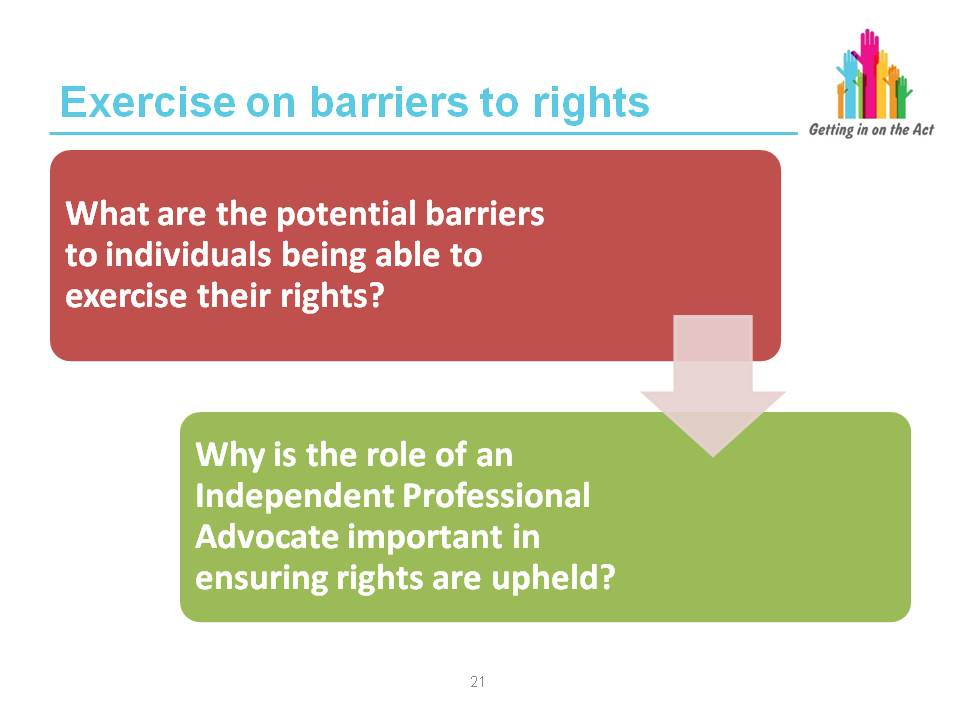 Exercise on barriers to rights
Getting in on the Act
What are the potential barriers
to individuals being able to
exercise their rights?
Why is the role of an
Independent Professional
Advocate important in
ensuring rights are upheld?
21